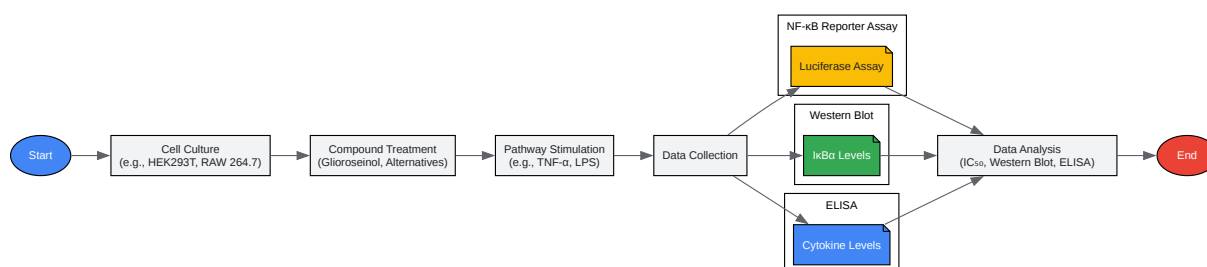 Start
Cell Culture
(e.g., HEK293T, RAW 264.7)
Compound Treatment
(Glioroseinol, Alternatives)
Pathway Stimulation
(e.g., TNF-α, LPS)
Data Collection
NF-κB Reporter Assay
Luciferase Assay
Western Blot
IκBα Levels
ELISA
Cytokine Levels
Data Analysis
(IC₅₀, Western Blot, ELISA)
End